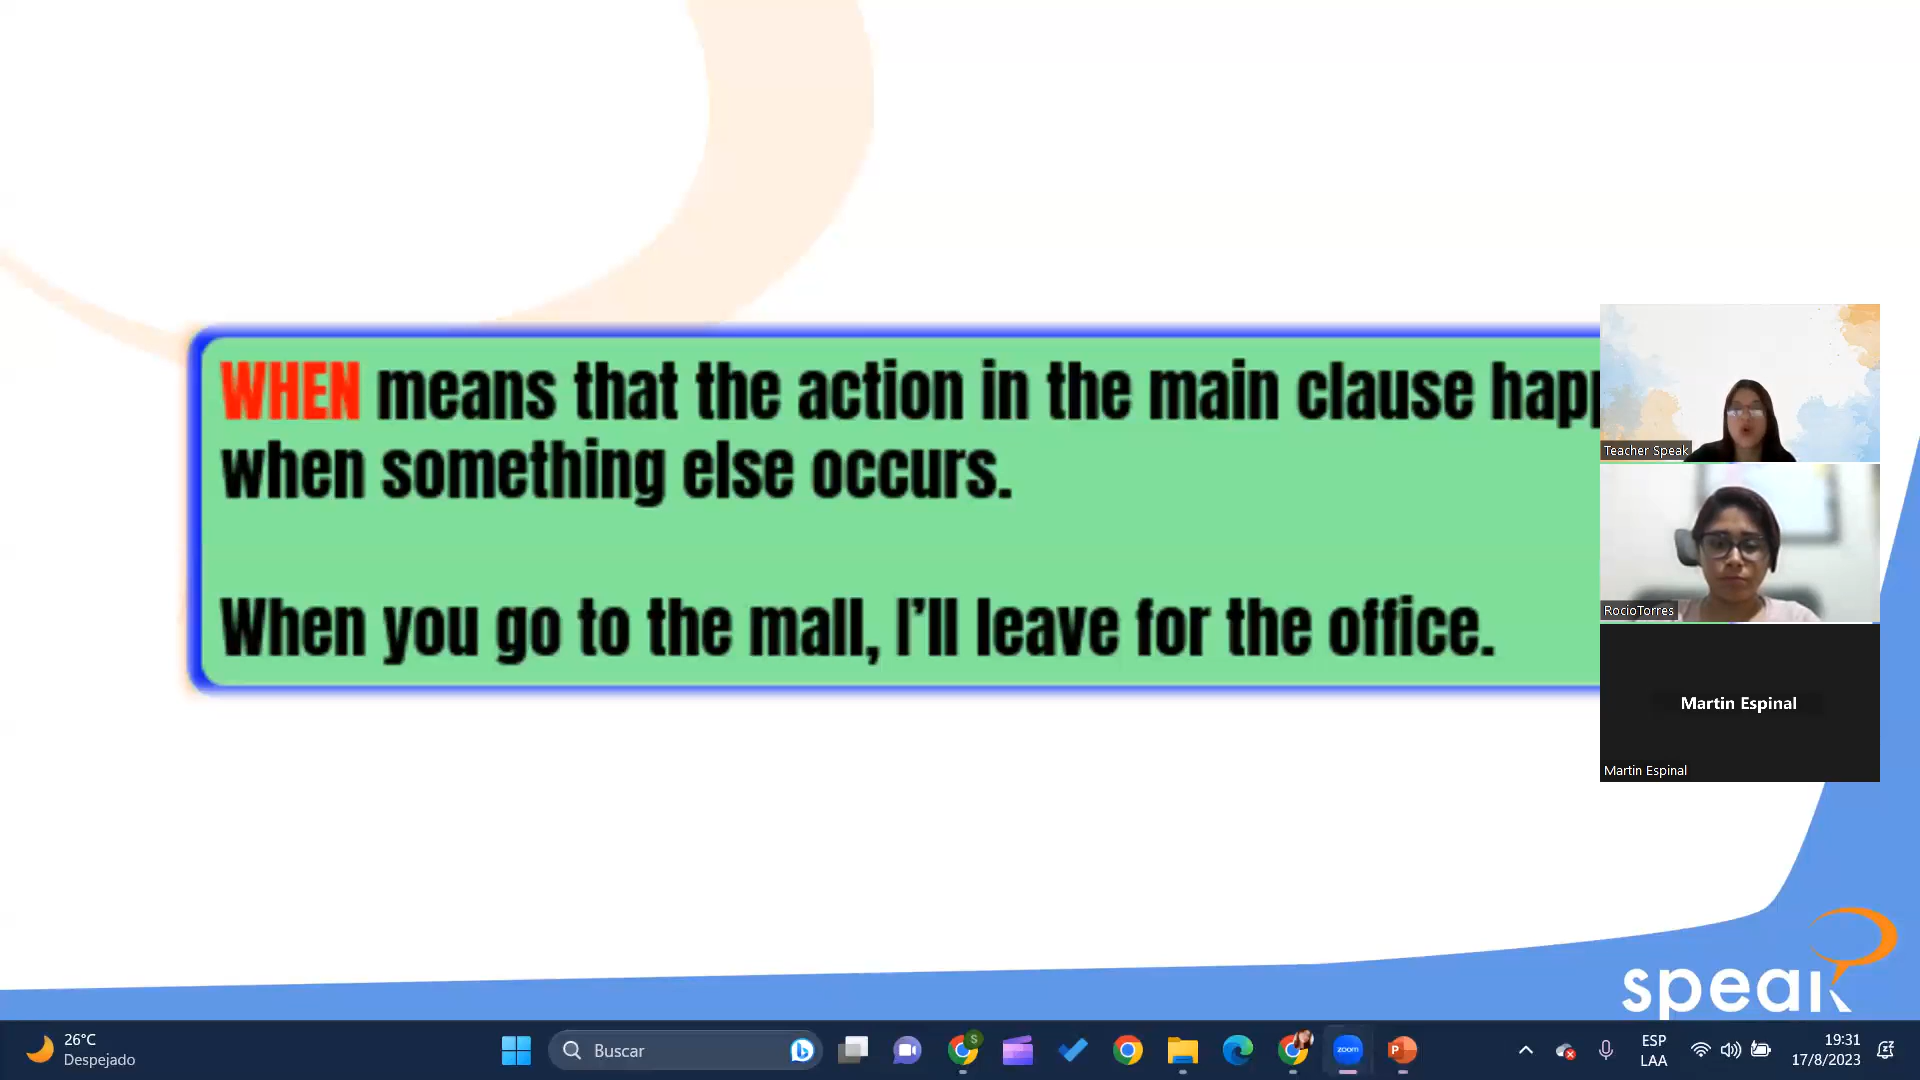 WHEN means that the action in the main clause
when something else occurs.
When you go to the mall, I'll leave for the office.
Teacher Speak
RocioTorres
Martin Espinal
Martin Espinal
speak
26°C
Despejado
Buscar
S
zoom
P
ESP
LAA
19:31
17/8/2023